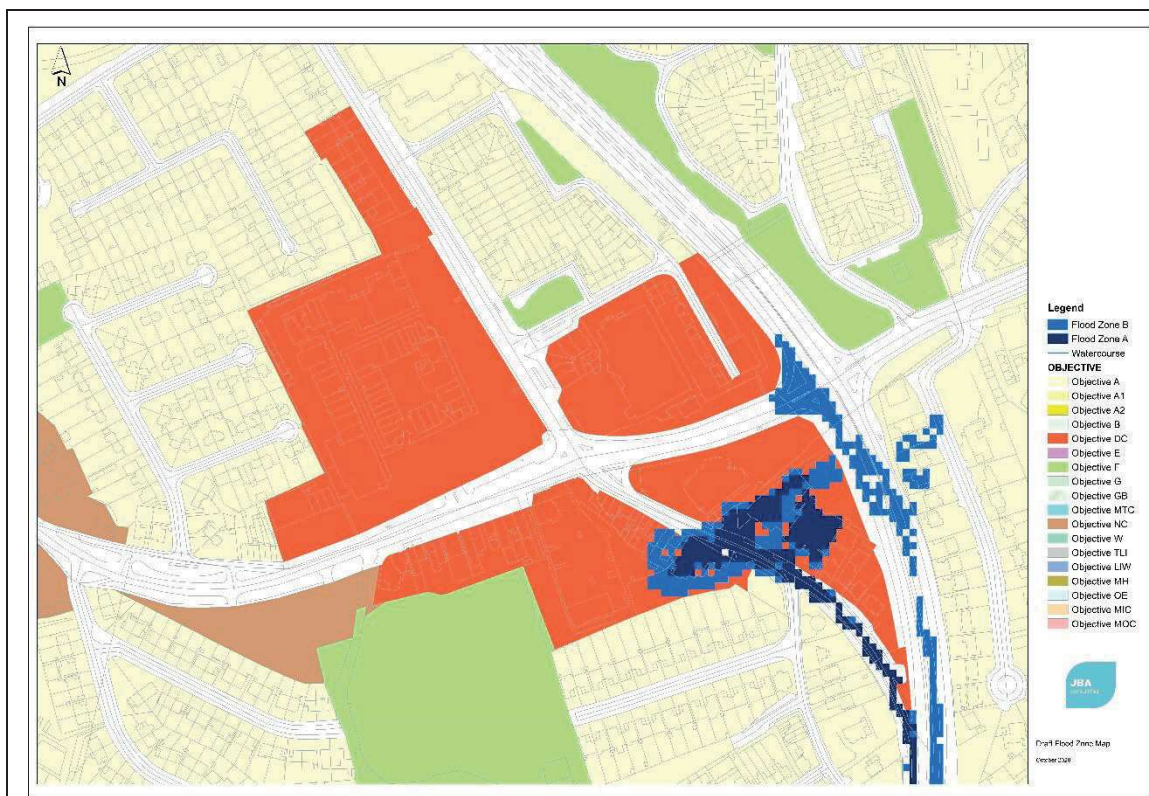 N
Legend
Flood Zone B
Flood Zone A
Watercourse
OBJECTIVE
Objective A
Objective A1
Objective A2
Objective B
Objective DC
Objective E
Objective F
Objective G
Objective GB
Objective MTC
Objective NC
Objective W
Objective TLI
Objective LIW
Objective MH
Objective OE
Objective MIC
Objective MOC
JBA
consulting
Draft Flood Zone Map
October 2020